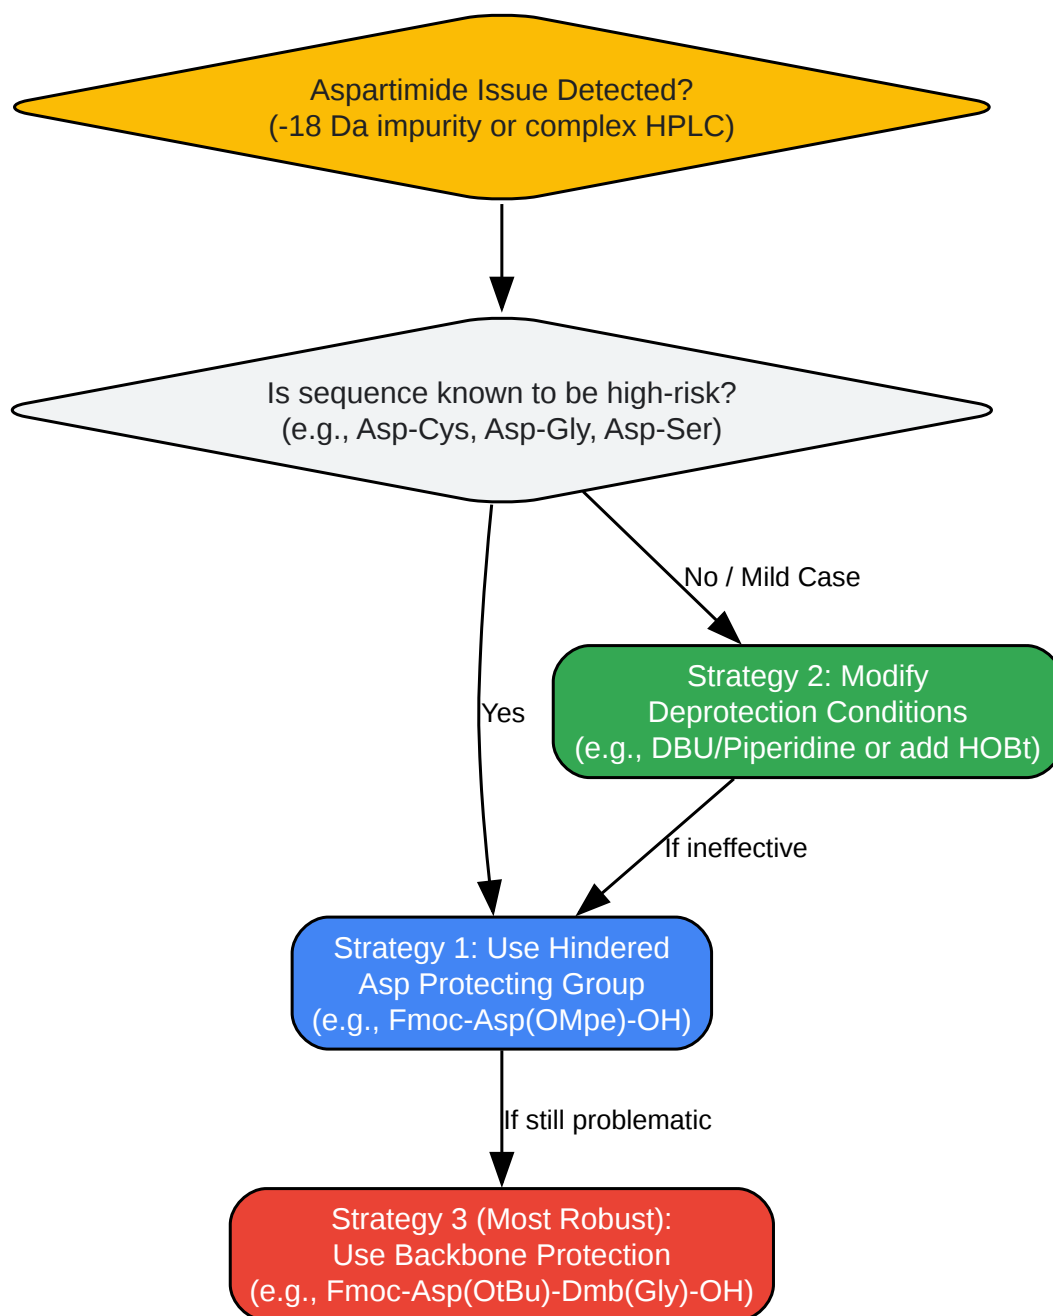 Aspartimide Issue Detected?
(-18 Da impurity or complex HPLC)
Is sequence known to be high-risk?
(e.g., Asp-Cys, Asp-Gly, Asp-Ser)
No / Mild Case
Yes
Strategy 2: Modify
Deprotection Conditions
(e.g., DBU/Piperidine or add HOBt)
If ineffective
Strategy 1: Use Hindered
Asp Protecting Group
(e.g., Fmoc-Asp(OMpe)-OH)
If still problematic
Strategy 3 (Most Robust):
Use Backbone Protection
(e.g., Fmoc-Asp(OtBu)-Dmb(Gly)-OH)